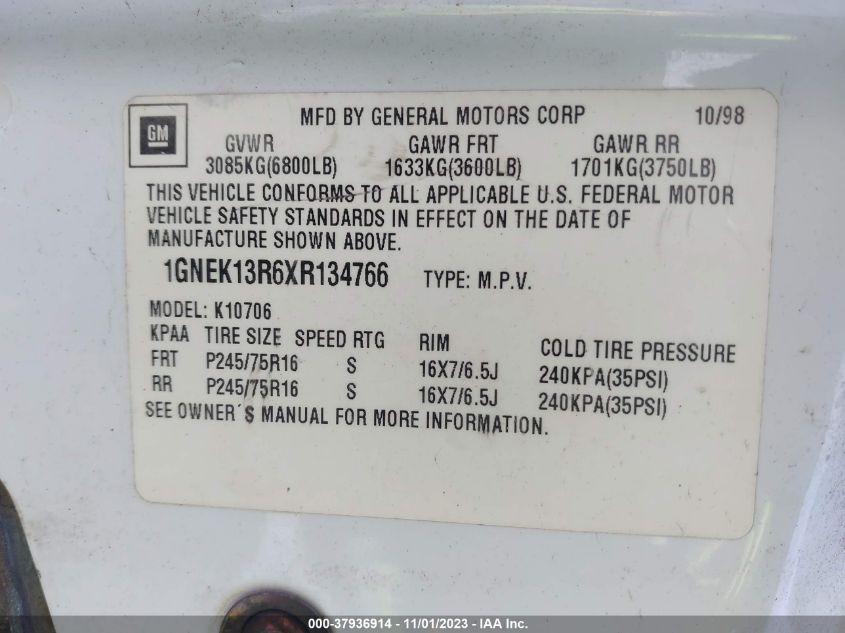 GM
MFD BY GENERAL MOTORS CORP 10/98
GVWR GAWR FRT GAWR RR
3085KG(6800LB) 1633KG(3600LB) 1701KG(3750LB)
THIS VEHICLE CONFORMS TO ALL APPLICABLE U.S. FEDERAL MOTOR
VEHICLE SAFETY STANDARDS IN EFFECT ON THE DATE OF
MANUFACTURE SHOWN ABOVE.
1GNEK13R6XR134766 TYPE: M.P.V.
MODEL: K10706
KPAA TIRE SIZE SPEED RTG RIM COLD TIRE PRESSURE
FRT P245/75R16 S 16X7/6.5J 240KPA(35PSI)
RR P245/75R16 S 16X7/6.5J 240KPA(35PSI)
SEE OWNER'S MANUAL FOR MORE INFORMATION.
000-37936914 - 11/01/2023 - IAA Inc.